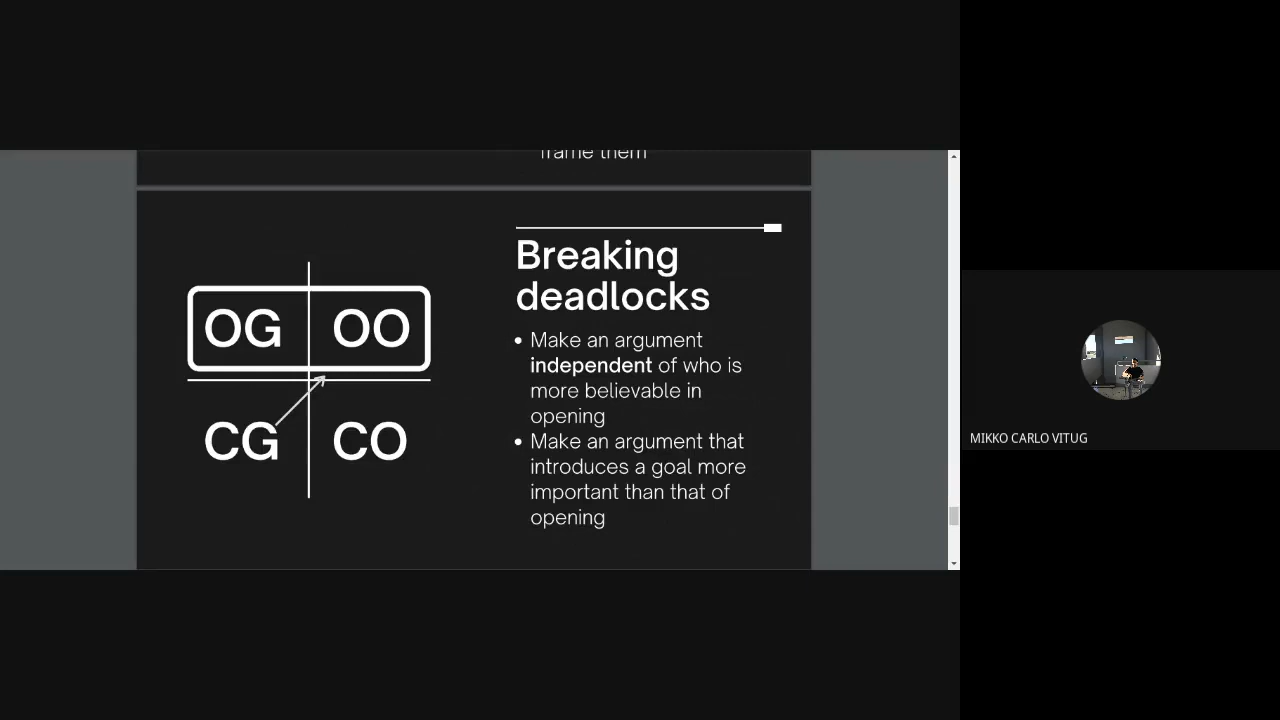 frame them
Breaking
deadlocks
OG OO
CG CO
• Make an argument
independent of who is
more believable in
opening
• Make an argument that
introduces a goal more
important than that of
opening
MIKKO CARLO VITUG